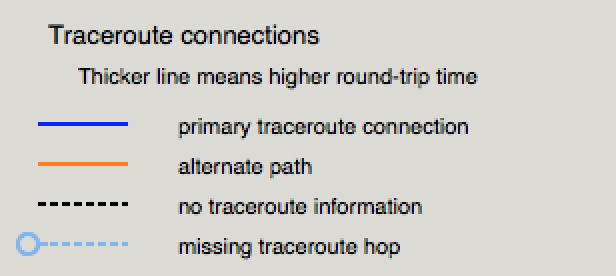 Traceroute connections
Thicker line means higher round-trip time
primary traceroute connection
alternate path
no traceroute information
missing traceroute hop